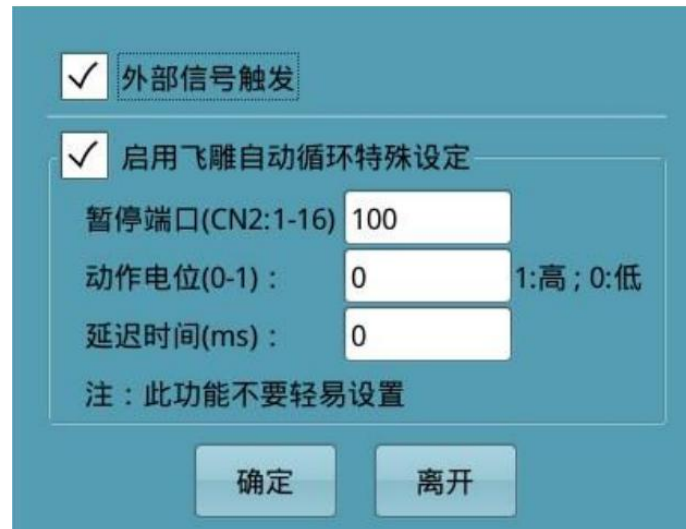 外部信号触发
启用飞雕自动循环特殊设定
暂停端口(CN2:1-16) 100
动作电位(0-1)： 0 1:高 ; 0:低
延迟时间(ms)： 0
注：此功能不要轻易设置
确定 离开